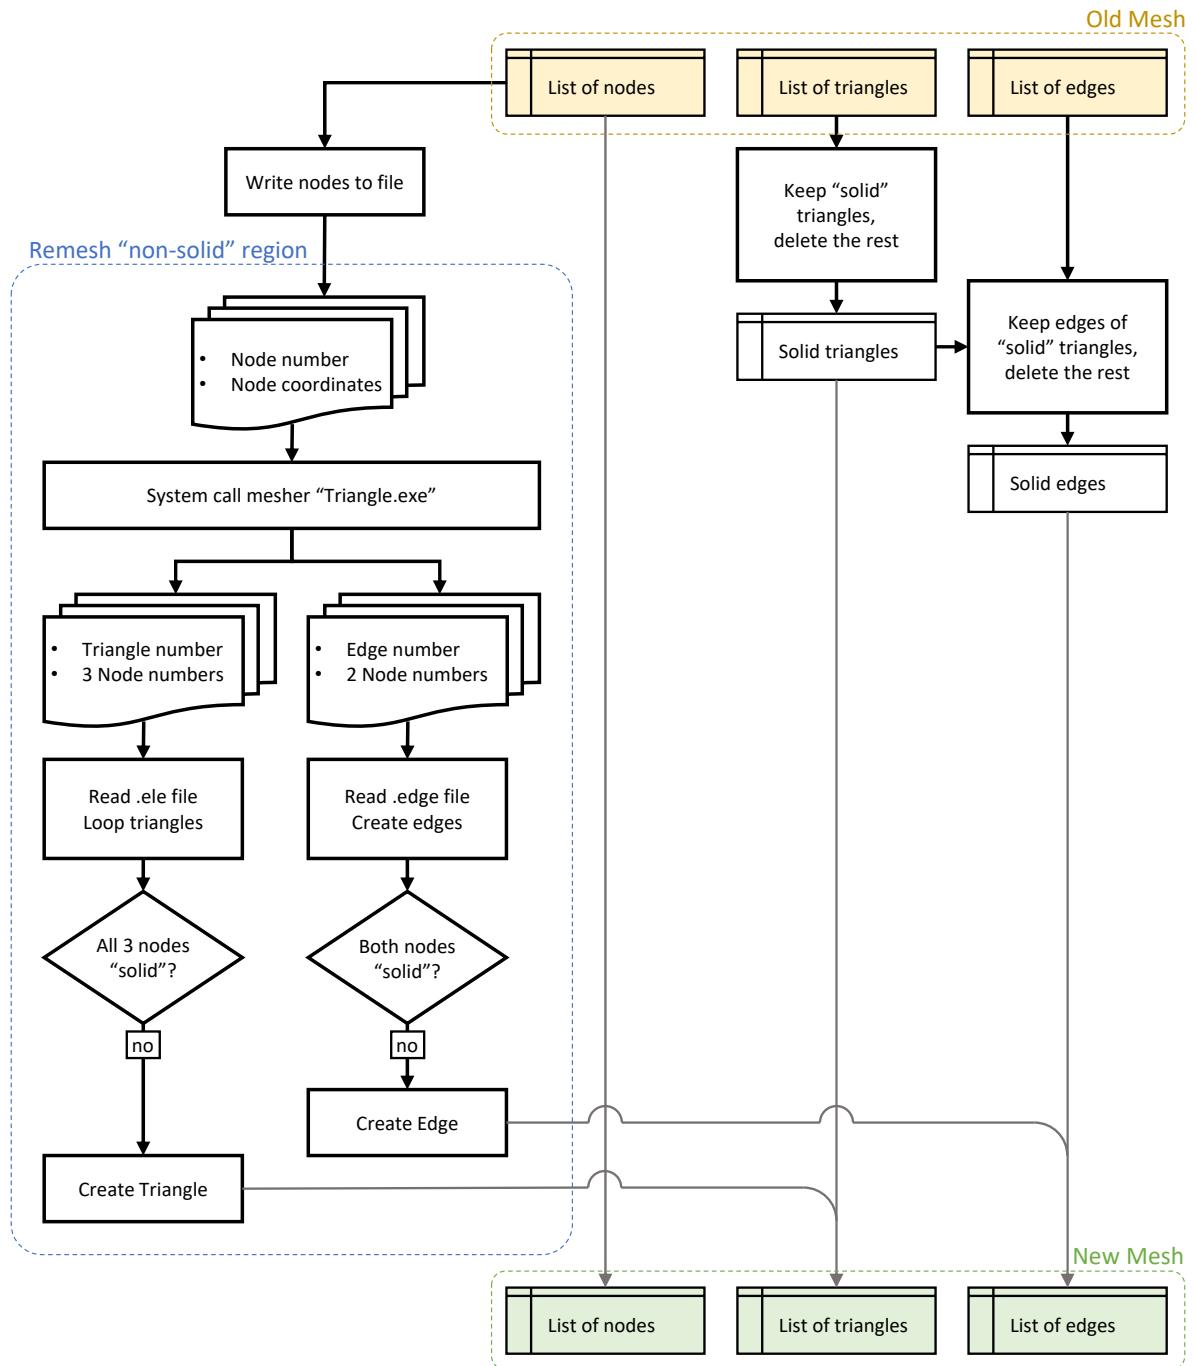 Old Mesh
List of nodes
List of triangles
List of edges
Write nodes to file
Keep “solid”
triangles,
delete the rest
Remesh “non-solid” region
• Node number
• Node coordinates
Solid triangles
Keep edges of
“solid” triangles,
delete the rest
System call mesher “Triangle.exe”
Solid edges
• Triangle number
• 3 Node numbers
• Edge number
• 2 Node numbers
Read .ele file
Loop triangles
Read .edge file
Create edges
All 3 nodes
“solid”?
Both nodes
“solid”?
no
no
Create Edge
Create Triangle
New Mesh
List of nodes
List of triangles
List of edges